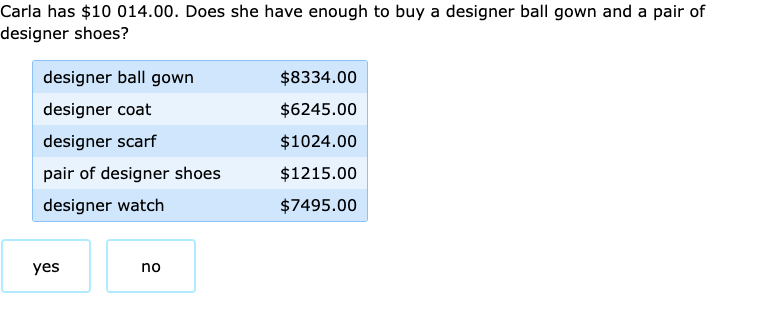 Carla has $10 014.00. Does she have enough to buy a designer ball gown and a pair of
designer shoes?
designer ball gown $8334.00
designer coat $6245.00
designer scarf $1024.00
pair of designer shoes $1215.00
designer watch $7495.00
yes no